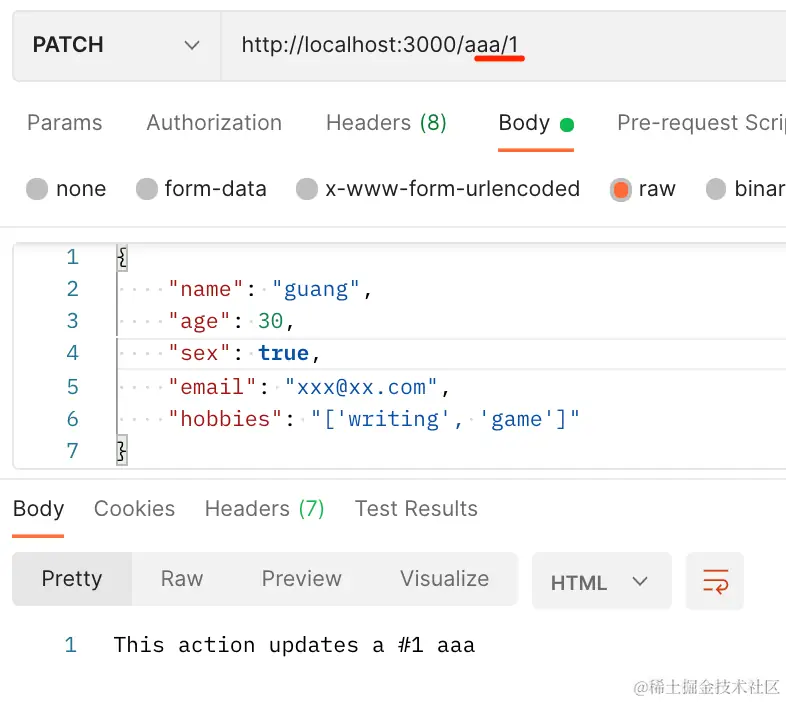 PATCH http://localhost:3000/aaa/1
Params Authorization Headers (8) Body Pre-request Scri
none form-data x-www-form-urlencoded raw binar
1 {
2 "name": "guang",
3 "age": 30,
4 "sex": true,
5 "email": "xxx@xx.com",
6 "hobbies": "['writing', 'game']"
7 }
Body Cookies Headers (7) Test Results
Pretty Raw Preview Visualize HTML
1 This action updates a #1 aaa
@稀土掘金技术社区